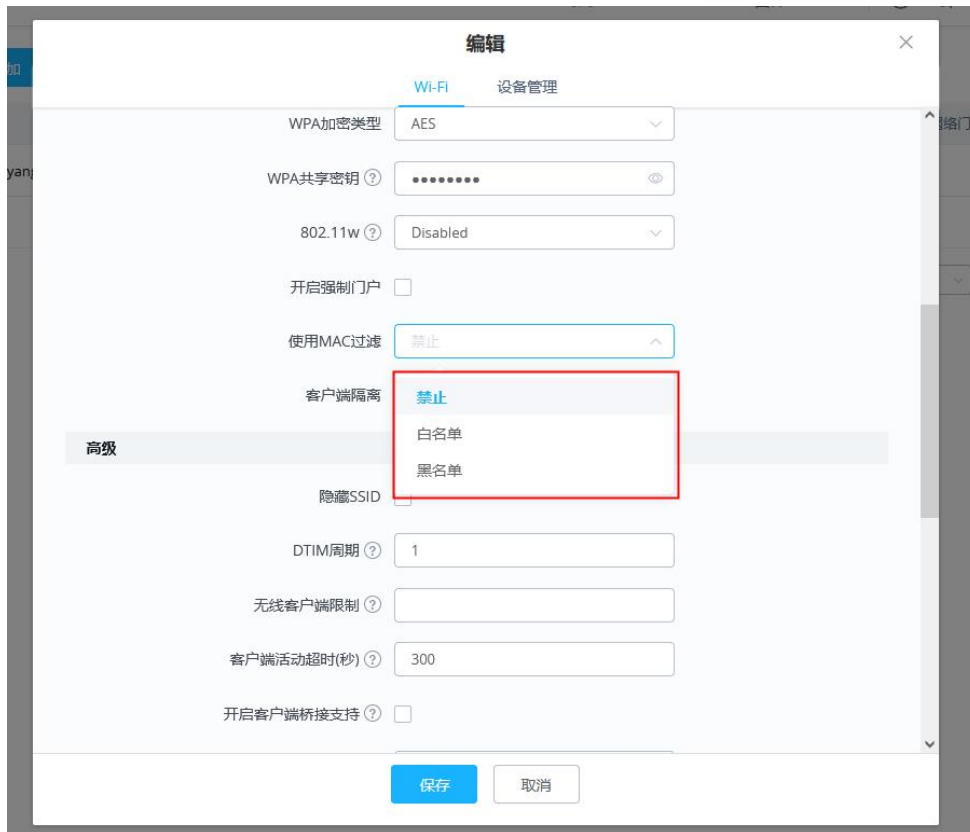 编辑
加
Wi-Fi 设备管理
WPA加密类型 AES
络门
WPA共享密钥 ? ••••••••
yang
802.11w ? Disabled
开启强制门户
使用MAC过滤 禁止
客户端隔离
禁止
白名单
黑名单
高级
隐藏SSID
DTIM周期 ? 1
无线客户端限制 ?
客户端活动超时(秒) ? 300
开启客户端桥接支持 ?
保存 取消